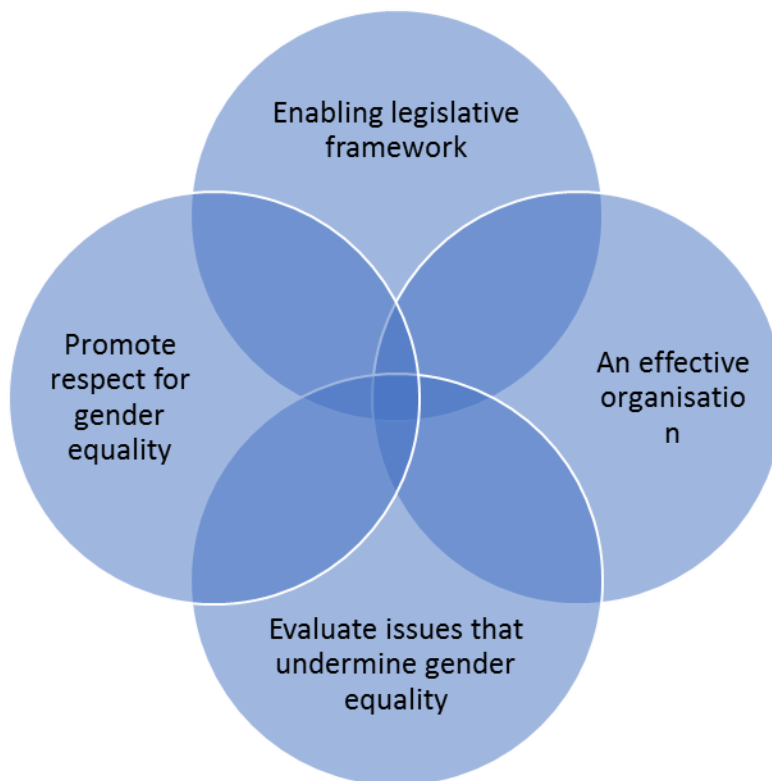 Enabling legislative
framework
Promote
respect for
gender
equality
An effective
organisatio
n
Evaluate issues that
undermine gender
equality